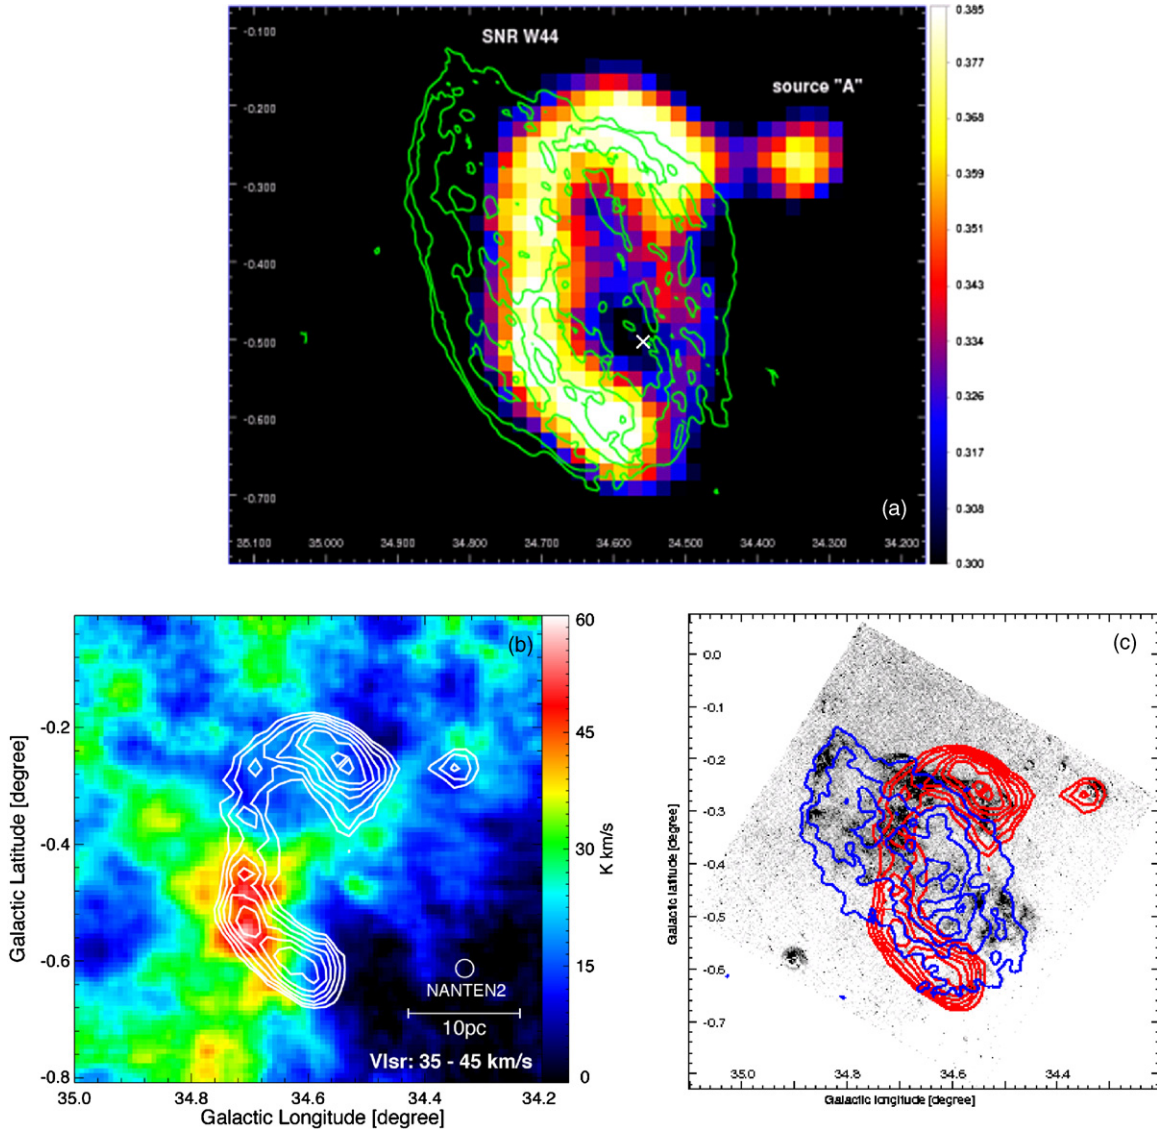 SNR W44
source "A"
-0.100
-0.200
-0.300
-0.400
-0.500
-0.600
-0.700
35.100 35.000 34.900 34.800 34.700 34.600 34.500 34.400 34.300 34.200
(a)
0.385
0.377
0.368
0.359
0.351
0.343
0.334
0.326
0.317
0.308
0.300
(b)
Galactic Latitude [degree]
-0.2
-0.4
-0.6
-0.8
35.0 34.8 34.6 34.4 34.2
Galactic Longitude [degree]
NANTEN2
10pc
Vlsr: 35 - 45 km/s
60
45
30
15
0
K km/s
(c)
Galactic latitude [degree]
0.0
-0.1
-0.2
-0.3
-0.4
-0.5
-0.6
-0.7
35.0 34.8 34.6 34.4
Galactic longitude [degree]